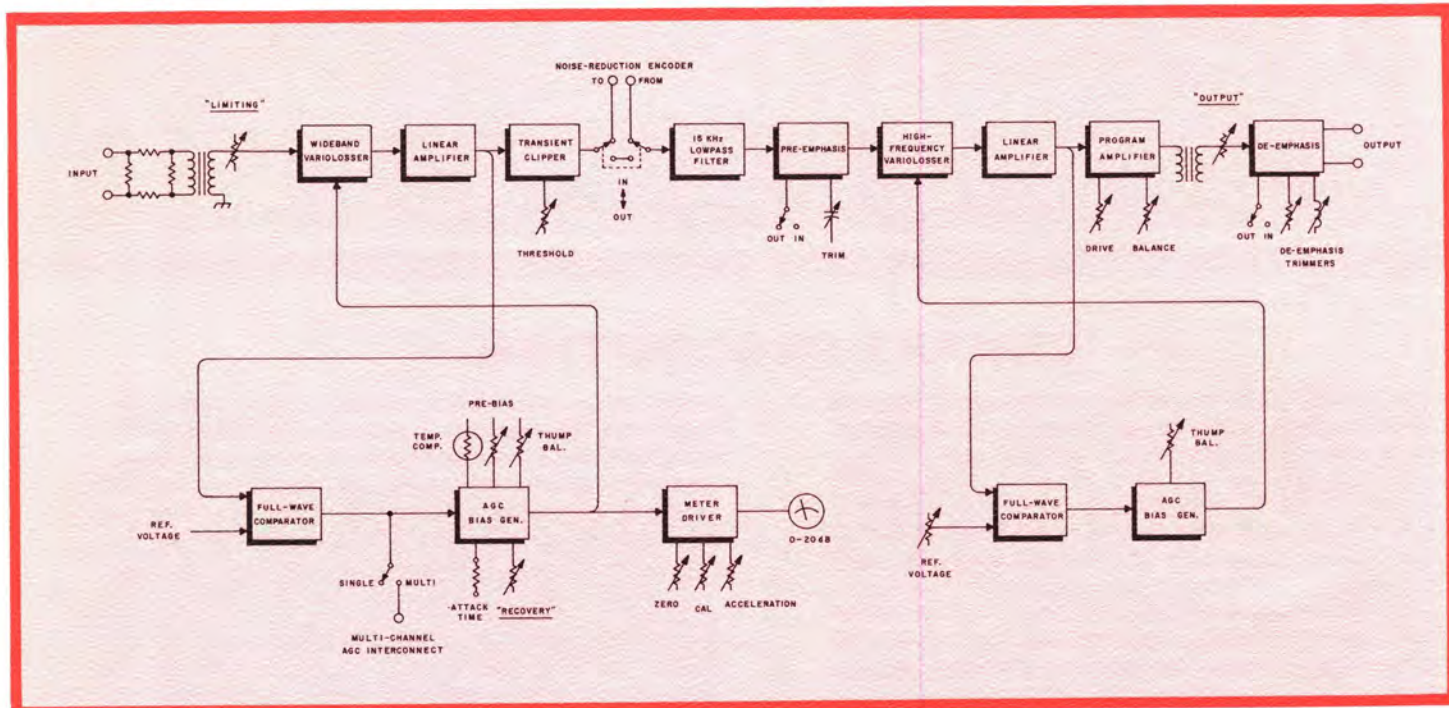 NOISE-REDUCTION ENCODER
TO
FROM
"LIMITING"
"OUTPUT"
INPUT
WIDEBAND
VARIOLOSSER
LINEAR
AMPLIFIER
TRANSIENT
CLIPPER
15 KHz
LOWPASS
FILTER
PRE-EMPHASIS
HIGH-
FREQUENCY
VARIOLOSSER
LINEAR
AMPLIFIER
PROGRAM
AMPLIFIER
DE-EMPHASIS
OUTPUT
IN
OUT
THRESHOLD
OUT IN
TRIM
DRIVE
BALANCE
OUT IN
DE-EMPHASIS
TRIMMERS
PRE-BIAS
TEMP.
COMP.
THUMP
BAL.
THUMP
BAL.
REF.
VOLTAGE
FULL-WAVE
COMPARATOR
AGC
BIAS GEN.
METER
DRIVER
0-20dB
SINGLE
MULTI
MULTI-CHANNEL
AGC INTERCONNECT
-ATTACK
TIME
"RECOVERY"
ZERO
CAL
ACCELERATION
REF.
VOLTAGE
FULL-WAVE
COMPARATOR
AGC
BIAS GEN.